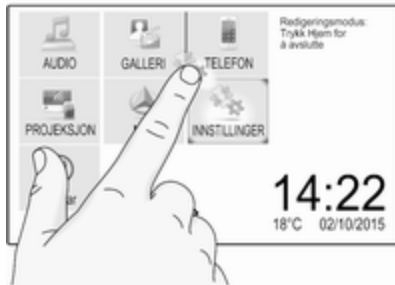 AUDIO
GALLERI
TELEFON
Redigeringsmodus:
Trykk Hjem for
å avslutte
PROJEKSJON
INNSTILLINGER
14:22
18°C 02/10/2015